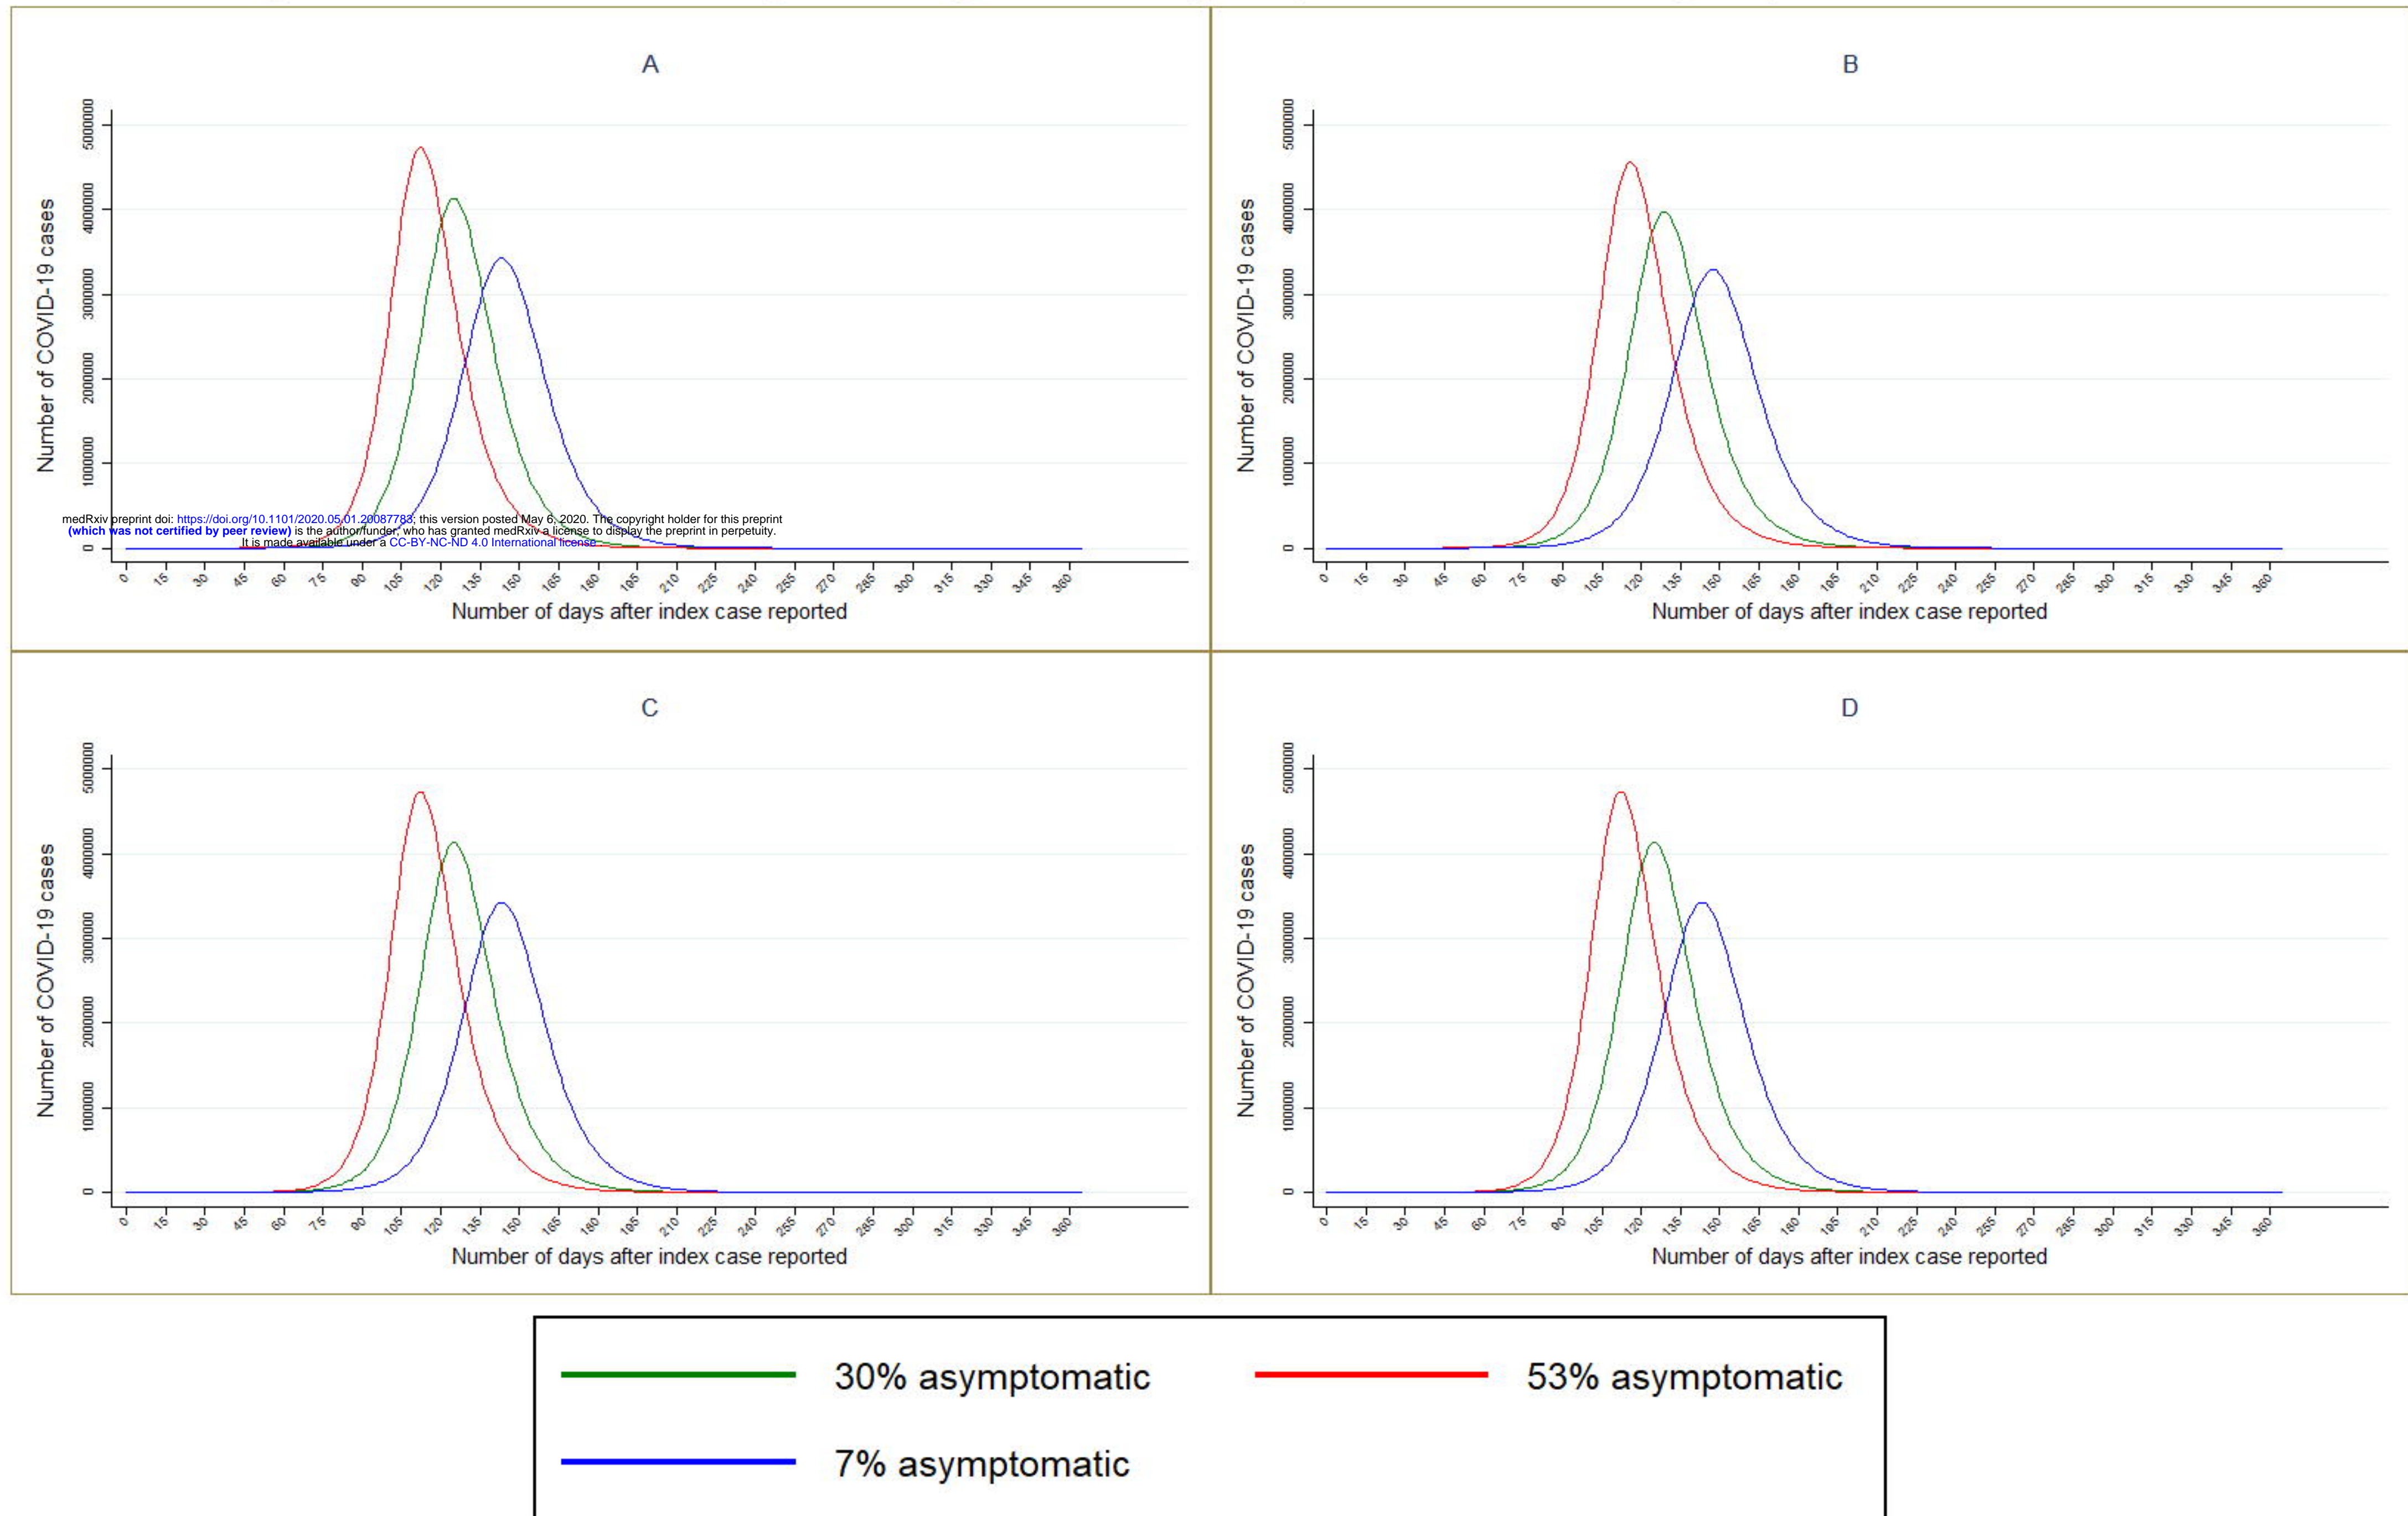 A
Number of COVID-19 cases
5000000
4000000
3000000
2000000
1000000
0
medRxiv preprint doi: https://doi.org/10.1101/2020.05.01.20087783; this version posted May 6, 2020. The copyright holder for this preprint
(which was not certified by peer review) is the author/funder, who has granted medRxiv a license to display the preprint in perpetuity.
It is made available under a CC-BY-NC-ND 4.0 International license.
0 15 30 45 60 75 90 105 120 135 150 165 180 195 210 225 240 255 270 285 300 315 330 345 360
Number of days after index case reported
B
Number of COVID-19 cases
5000000
4000000
3000000
2000000
1000000
0
0 15 30 45 60 75 90 105 120 135 150 165 180 195 210 225 240 255 270 285 300 315 330 345 360
Number of days after index case reported
C
Number of COVID-19 cases
5000000
4000000
3000000
2000000
1000000
0
0 15 30 45 60 75 90 105 120 135 150 165 180 195 210 225 240 255 270 285 300 315 330 345 360
Number of days after index case reported
D
Number of COVID-19 cases
5000000
4000000
3000000
2000000
1000000
0
0 15 30 45 60 75 90 105 120 135 150 165 180 195 210 225 240 255 270 285 300 315 330 345 360
Number of days after index case reported
30% asymptomatic
53% asymptomatic
7% asymptomatic